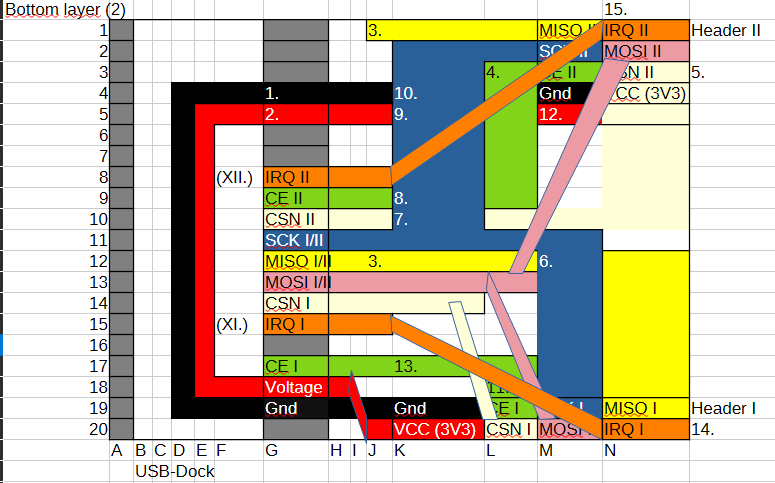 Bottom layer (2) 15.
1 3. MISO II IRQ II Header II
2 SCK II MOSI II
3 4. CE II CSN II 5.
4 1. 10. Gnd VCC (3V3)
5 2. 9. 12.
6
7
8 (XII.) IRQ II
9 CE II 8.
10 CSN II 7.
11 SCK I/II
12 MISO I/II 3. 6.
13 MOSI I/II
14 CSN I
15 (XI.) IRQ I
16
17 CE I 13.
18 Voltage 11.
19 Gnd Gnd CE I MISO I Header I
20 VCC (3V3) CSN I MOSI I IRQ I 14.
A B C D E F G H I J K L M N
USB-Dock